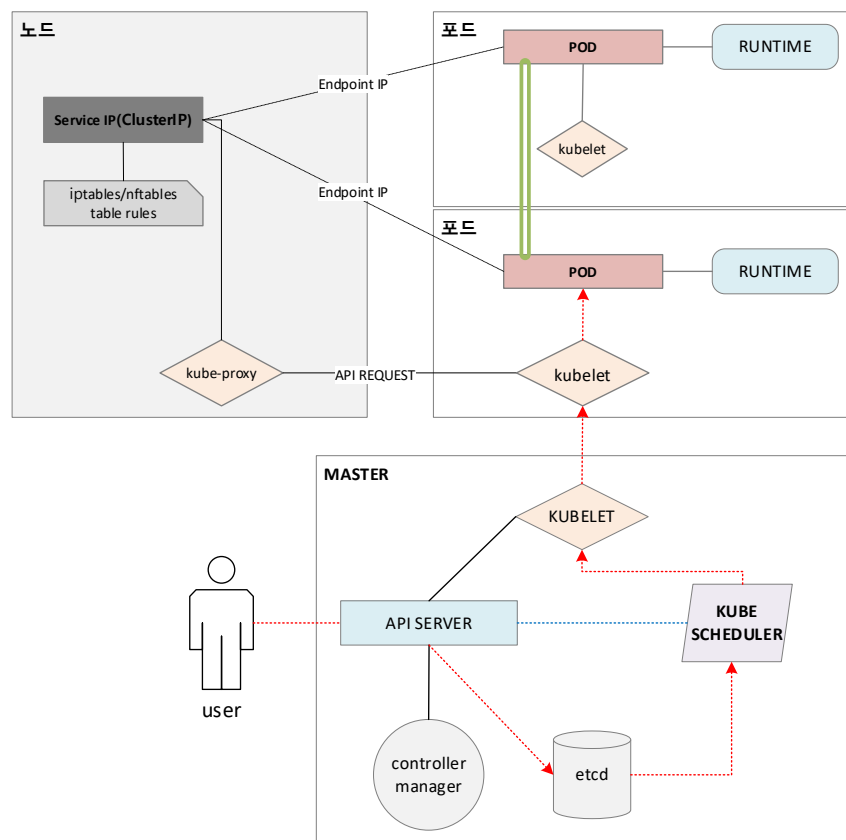 노드
Service IP(ClusterIP)
iptables/nftables
table rules
kube-proxy
Endpoint IP
Endpoint IP
API REQUEST
포드
POD
RUNTIME
kubelet
포드
POD
RUNTIME
kubelet
MASTER
KUBELET
API SERVER
KUBE
SCHEDULER
user
controller
manager
etcd